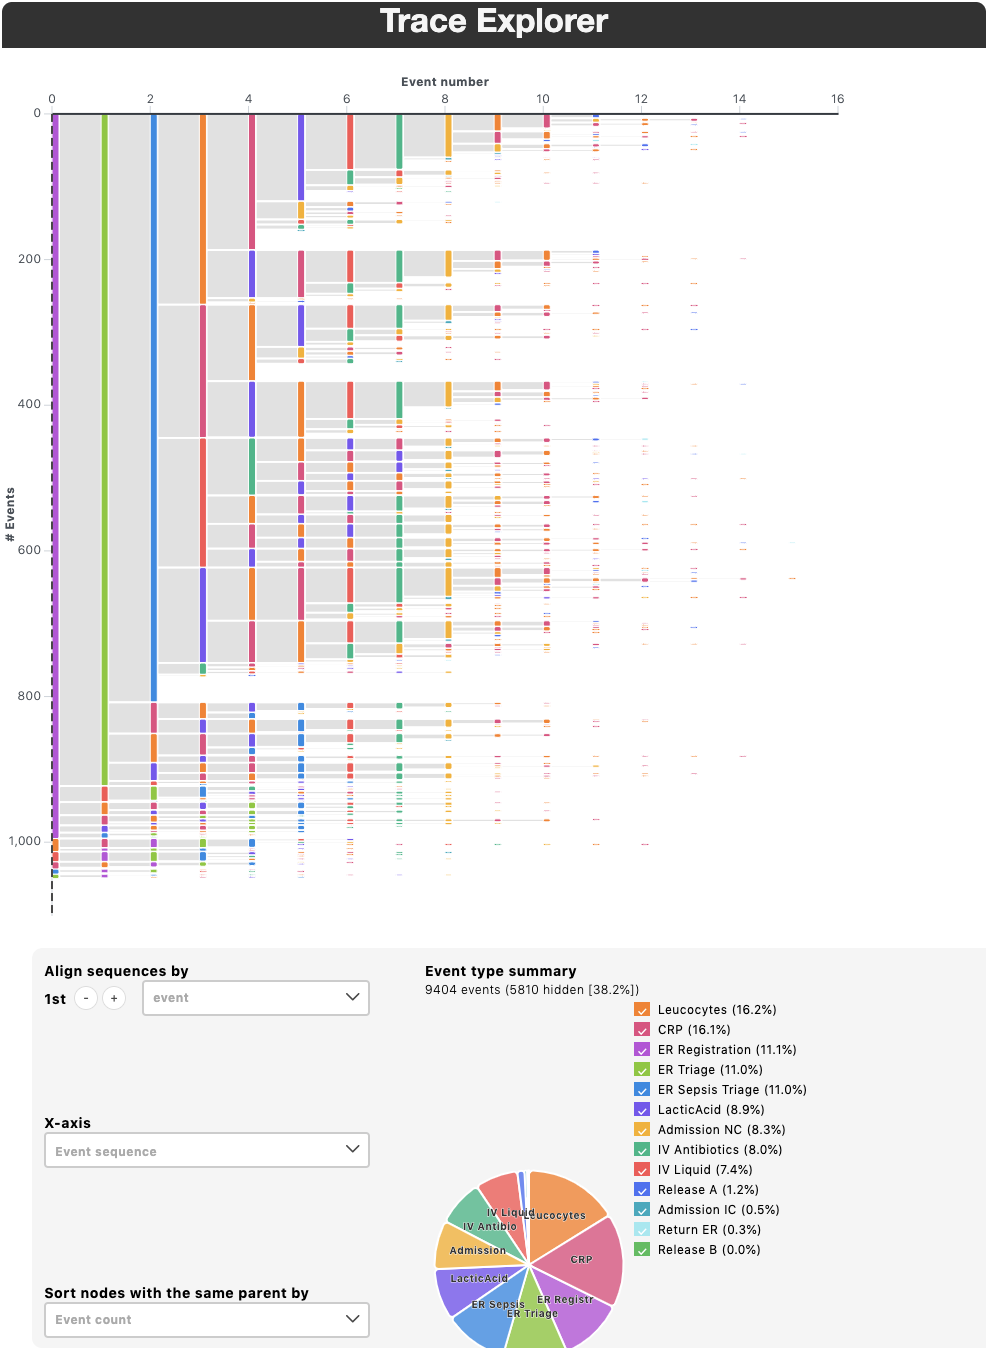 Trace Explorer
Event number
0 2 4 6 8 10 12 14 16
0
200
400
600
800
1,000
# Events
Align sequences by
1st - + event
X-axis
Event sequence
Sort nodes with the same parent by
Event count
Event type summary
9404 events (5810 hidden [38.2%])
Leucocytes (16.2%)
CRP (16.1%)
ER Registration (11.1%)
ER Triage (11.0%)
ER Sepsis Triage (11.0%)
LacticAcid (8.9%)
Admission NC (8.3%)
IV Antibiotics (8.0%)
IV Liquid (7.4%)
Release A (1.2%)
Admission IC (0.5%)
Return ER (0.3%)
Release B (0.0%)
IV Liquid
Leucocytes
IV Antibio
Admission
CRP
LacticAcid
ER Sepsis
ER Registr
ER Triage